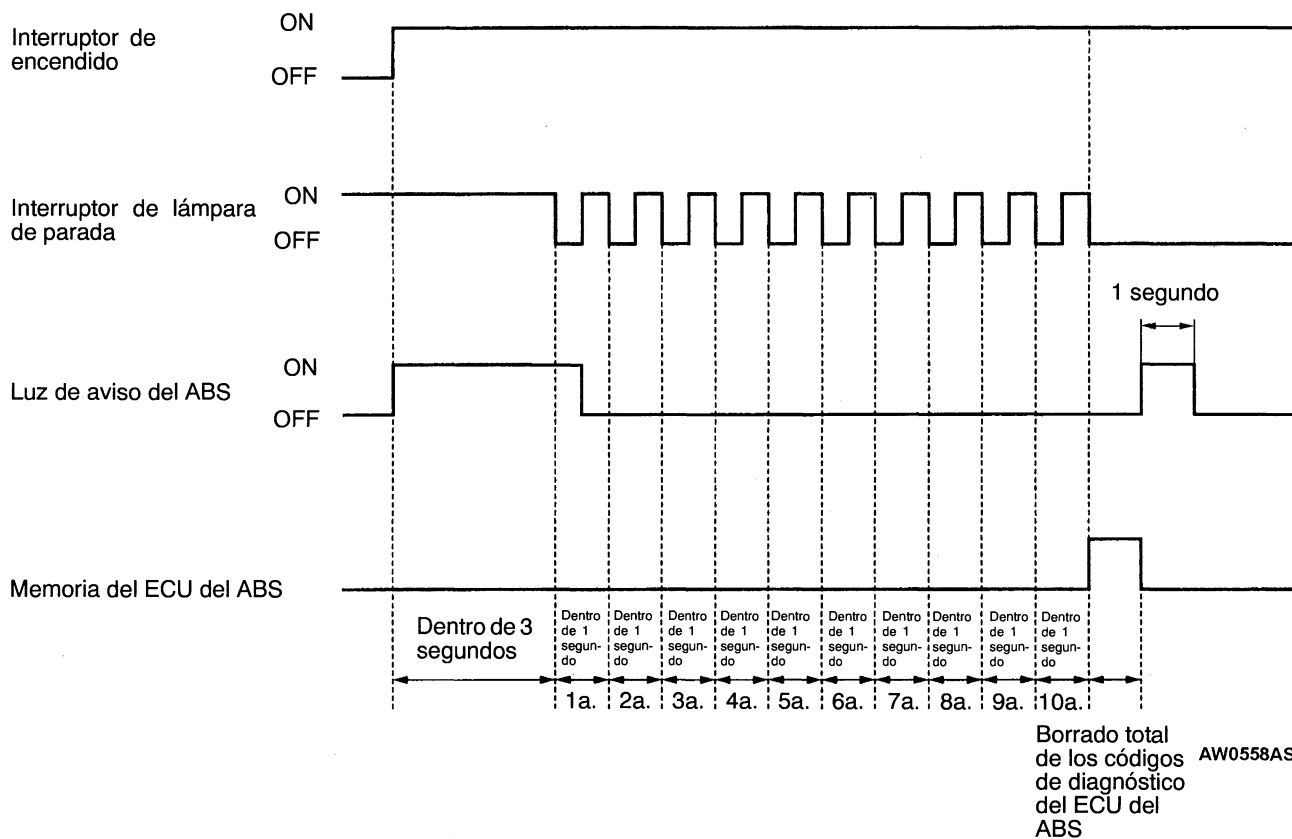 Interruptor de
encendido
ON
OFF
Interruptor de lámpara
de parada
ON
OFF
1 segundo
Luz de aviso del ABS
ON
OFF
Memoria del ECU del ABS
Dentro de 3
segundos
Dentro
de 1
segun-
do
Dentro
de 1
segun-
do
Dentro
de 1
segun-
do
Dentro
de 1
segun-
do
Dentro
de 1
segun-
do
Dentro
de 1
segun-
do
Dentro
de 1
segun-
do
Dentro
de 1
segun-
do
Dentro
de 1
segun-
do
Dentro
de 1
segun-
do
1a. 2a. 3a. 4a. 5a. 6a. 7a. 8a. 9a. 10a.
Borrado total
de los códigos
de diagnóstico
del ECU del
ABS
AW0558AS